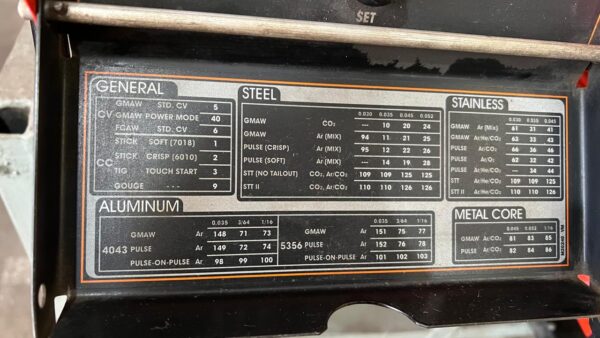 SET
GENERAL
CV GMAW STD. CV 5
GMAW POWER MODE 40
FCAW STD. CV 6
CC STICK SOFT (7018) 1
STICK CRISP (6010) 2
TIG TOUCH START 3
GOUGE --- 9
STEEL
0.030 0.035 0.045 0.052
GMAW CO₂ --- 10 20 24
GMAW Ar(MIX) 94 11 21 25
PULSE (CRISP) Ar(MIX) 95 12 22 26
PULSE (SOFT) Ar(MIX) --- 14 19 28
STT (NO TAILOUT) CO₂, Ar/CO₂ 109 109 125 125
STT II CO₂, Ar/CO₂ 110 110 126 126
STAINLESS
0.030 0.035 0.045
GMAW Ar(Mix) 61 31 41
GMAW Ar/He/CO₂ 63 33 43
PULSE Ar/CO₂ 66 36 46
PULSE Ar/O₂ 62 32 42
PULSE Ar/He/CO₂ --- 34 44
STT Ar/He/CO₂ 109 109 125
STT II Ar/He/CO₂ 110 110 126
ALUMINUM
0.035 3/64 1/16
4043 GMAW Ar 148 71 73
PULSE Ar 149 72 74
PULSE-ON-PULSE Ar 98 99 100
0.035 3/64 1/16
5356 GMAW Ar 151 75 77
PULSE Ar 152 76 78
PULSE-ON-PULSE Ar 101 102 103
METAL CORE
0.045 0.052 1/16
GMAW Ar/CO₂ 81 83 85
PULSE Ar/CO₂ 82 84 86